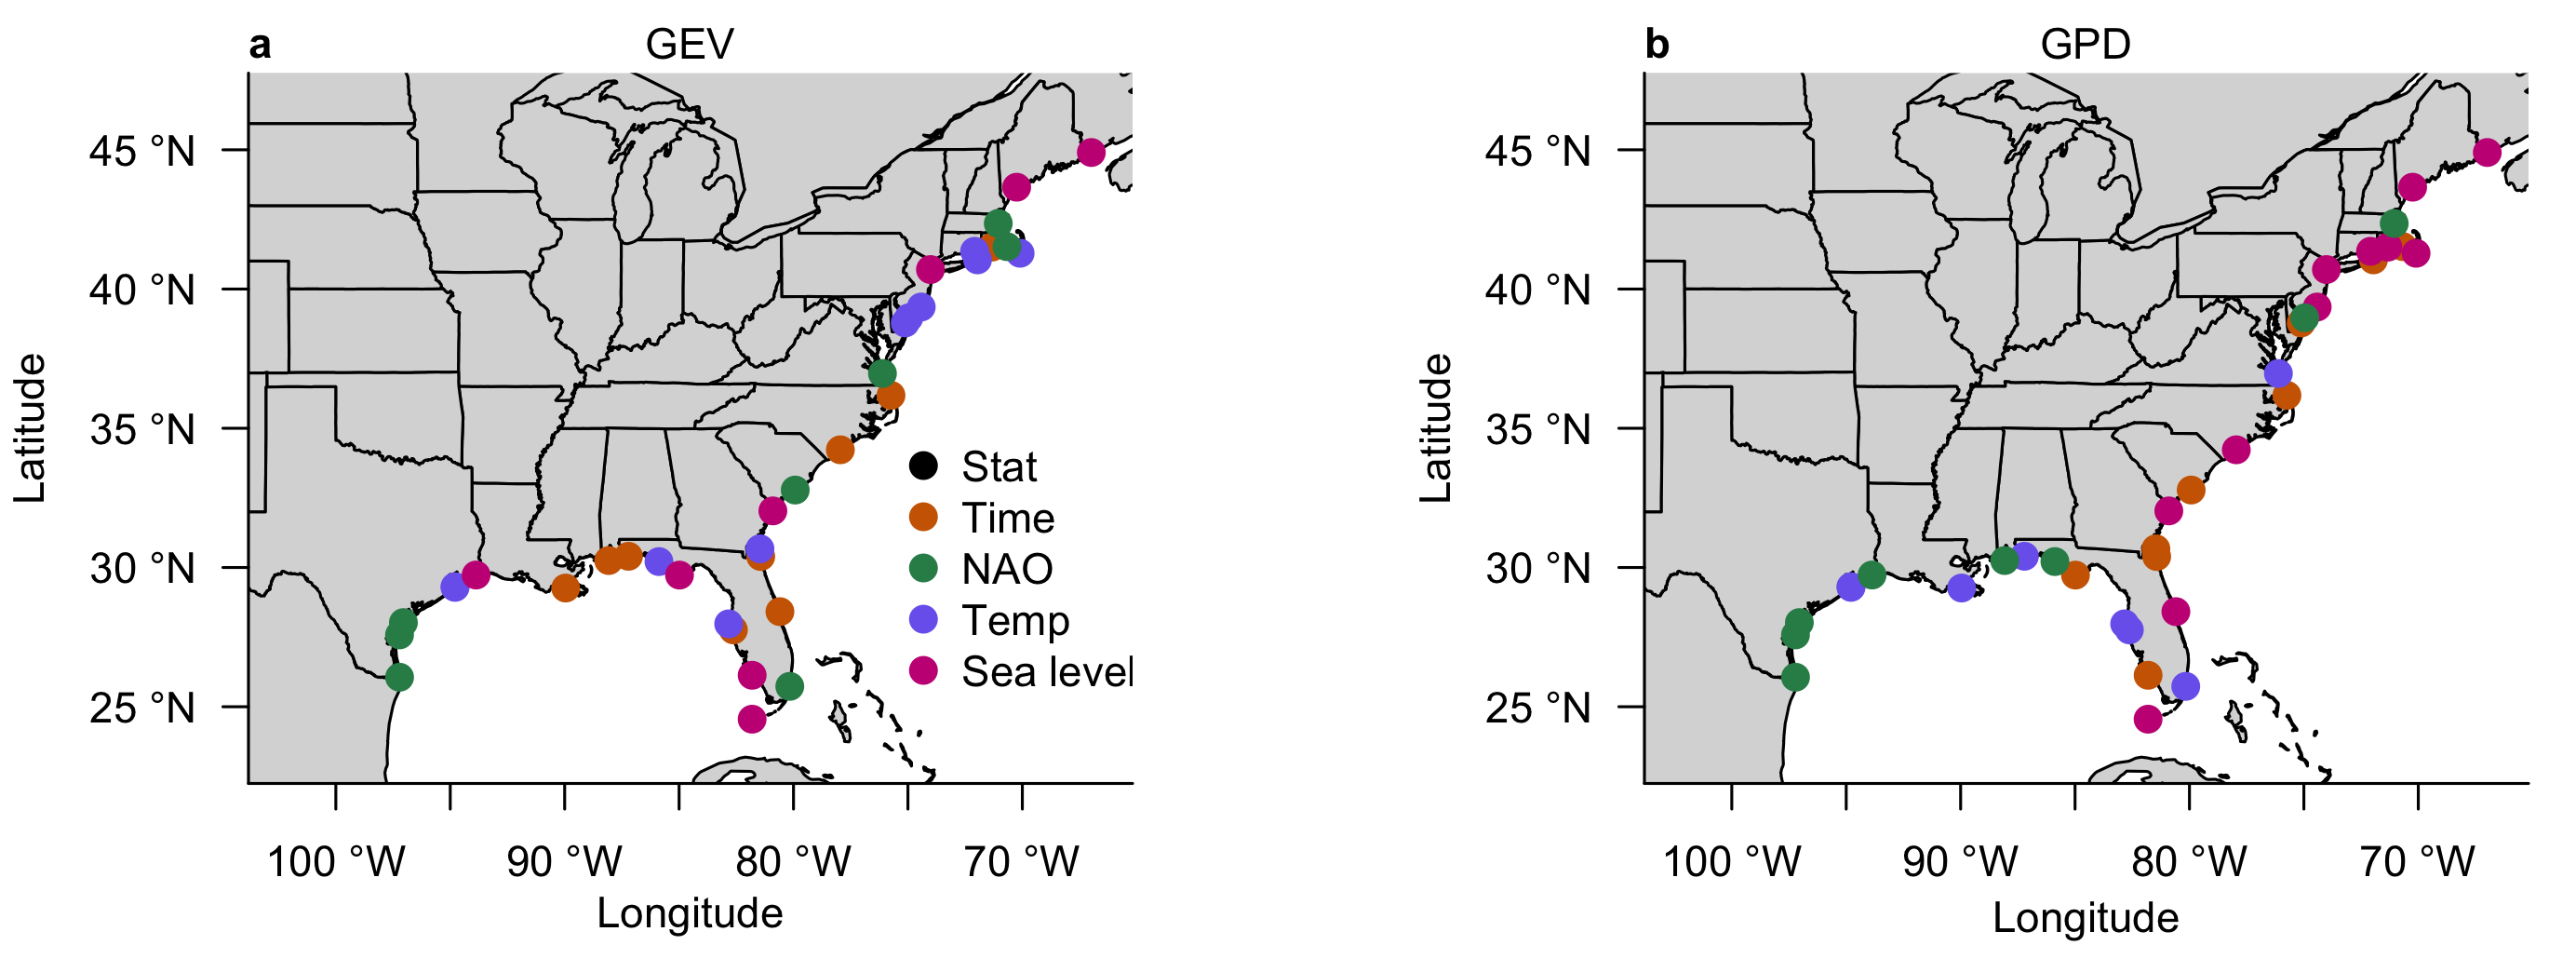 a GEV
45 °N
40 °N
35 °N
30 °N
25 °N
Latitude
Stat
Time
NAO
Temp
Sea level
100 °W 90 °W 80 °W 70 °W
Longitude
b GPD
45 °N
40 °N
35 °N
30 °N
25 °N
Latitude
100 °W 90 °W 80 °W 70 °W
Longitude